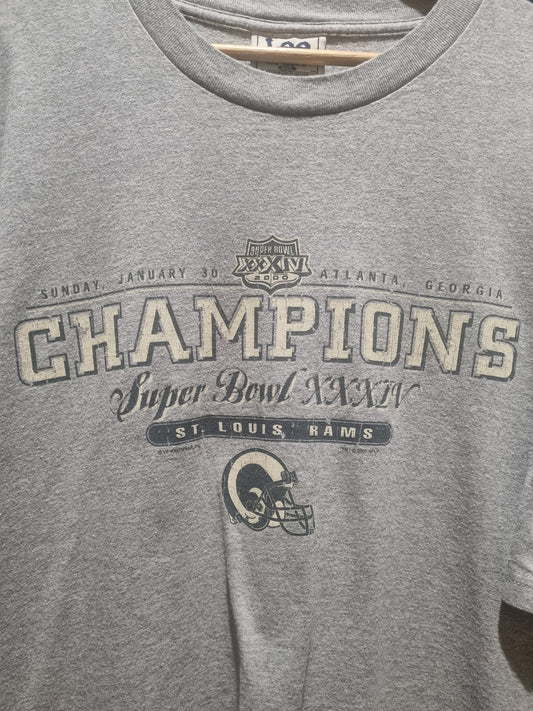 Lee
SUPER BOWL
XXXIV
2000
SUNDAY, JANUARY 30 ATLANTA, GEORGIA
CHAMPIONS
Super Bowl XXXIV
ST. LOUIS RAMS